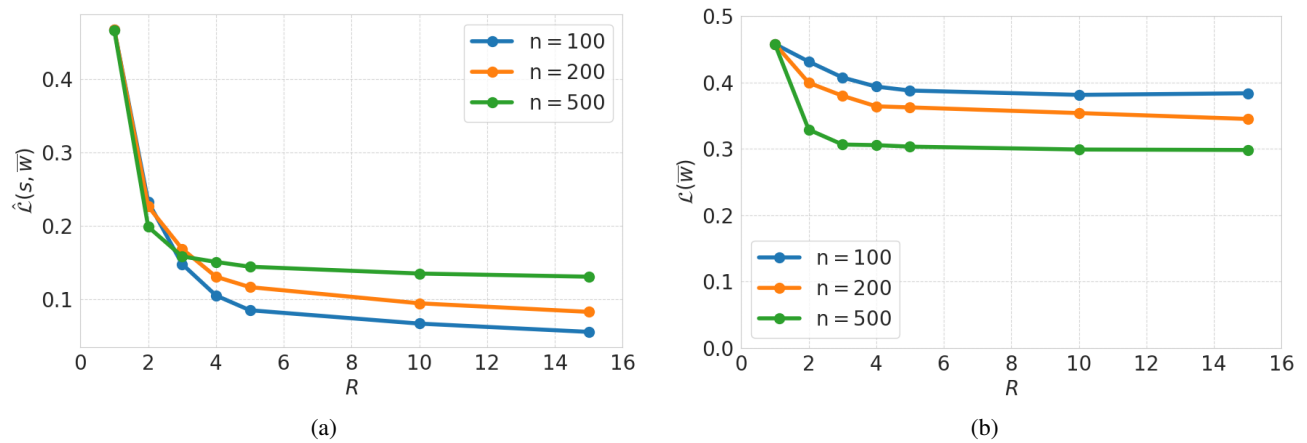 0.4
0.3
0.2
0.1
0 2 4 6 8 10 12 14 16
R
ℒ̂(s, w̅)
n = 100
n = 200
n = 500
(a)
0.5
0.4
0.3
0.2
0.1
0.0
0 2 4 6 8 10 12 14 16
R
ℒ(w̅)
n = 100
n = 200
n = 500
(b)